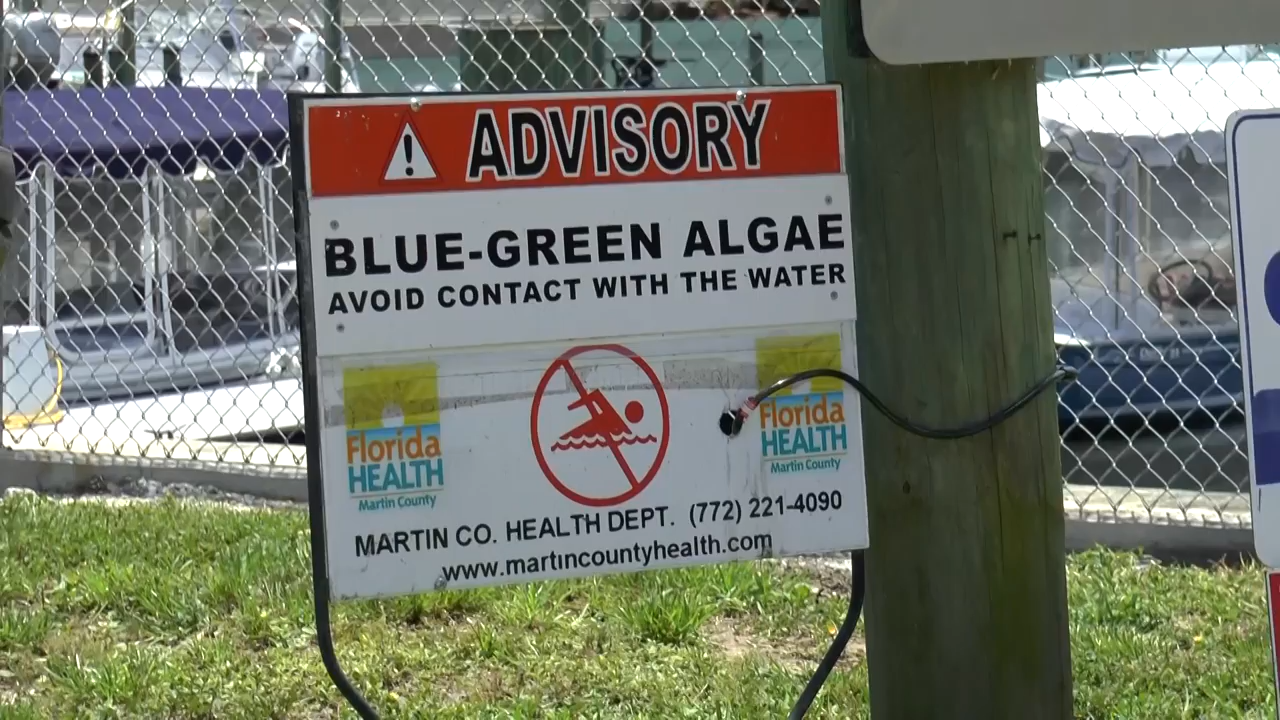 ! ADVISORY
BLUE-GREEN ALGAE
AVOID CONTACT WITH THE WATER
Florida
HEALTH
Martin County
Florida
HEALTH
Martin County
MARTIN CO. HEALTH DEPT. (772) 221-4090
www.martincountyhealth.com